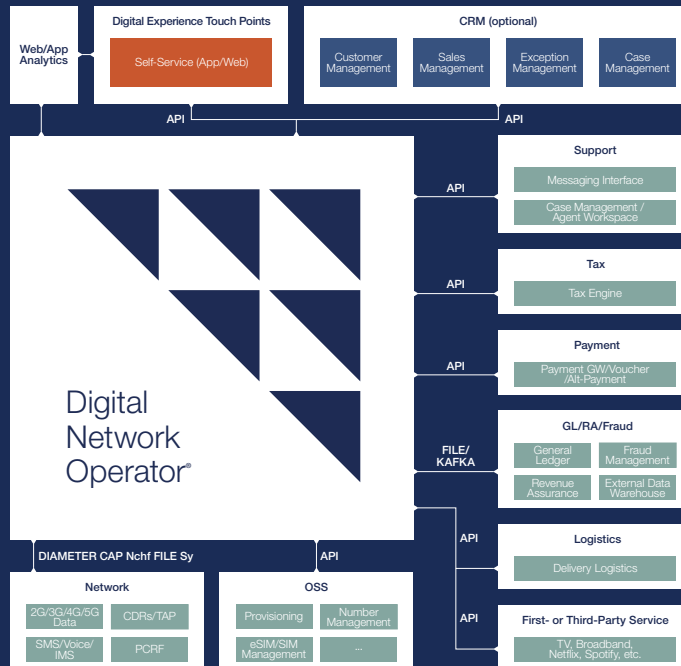 Web/App
Analytics
Digital Experience Touch Points
Self-Service (App/Web)
CRM (optional)
Customer
Management
Sales
Management
Exception
Management
Case
Management
API
API
Digital
Network
Operator®
API
Support
Messaging Interface
Case Management /
Agent Workspace
API
Tax
Tax Engine
API
Payment
Payment GW/Voucher
/Alt-Payment
FILE/
KAFKA
GL/RA/Fraud
General
Ledger
Fraud
Management
Revenue
Assurance
External Data
Warehouse
API
Logistics
Delivery Logistics
API
First- or Third-Party Service
TV, Broadband,
Netflix, Spotify, etc.
DIAMETER CAP Nchf FILE Sy
API
Network
2G/3G/4G/5G
Data
CDRs/TAP
SMS/Voice/
IMS
PCRF
OSS
Provisioning
Number
Management
eSIM/SIM
Management
...